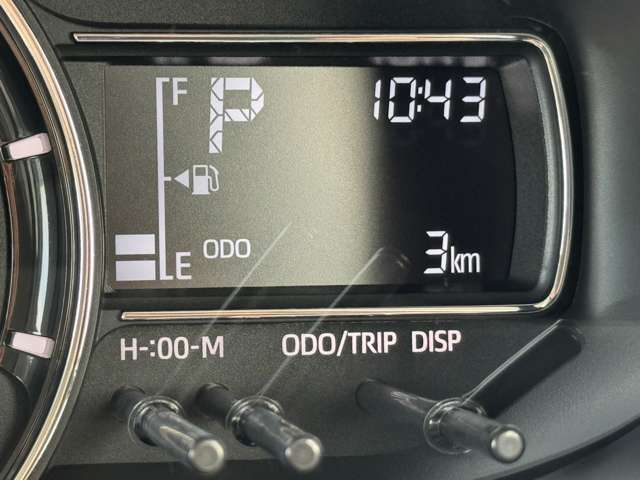 F P 10:43
E ODO 3km
H-:00-M ODO/TRIP DISP